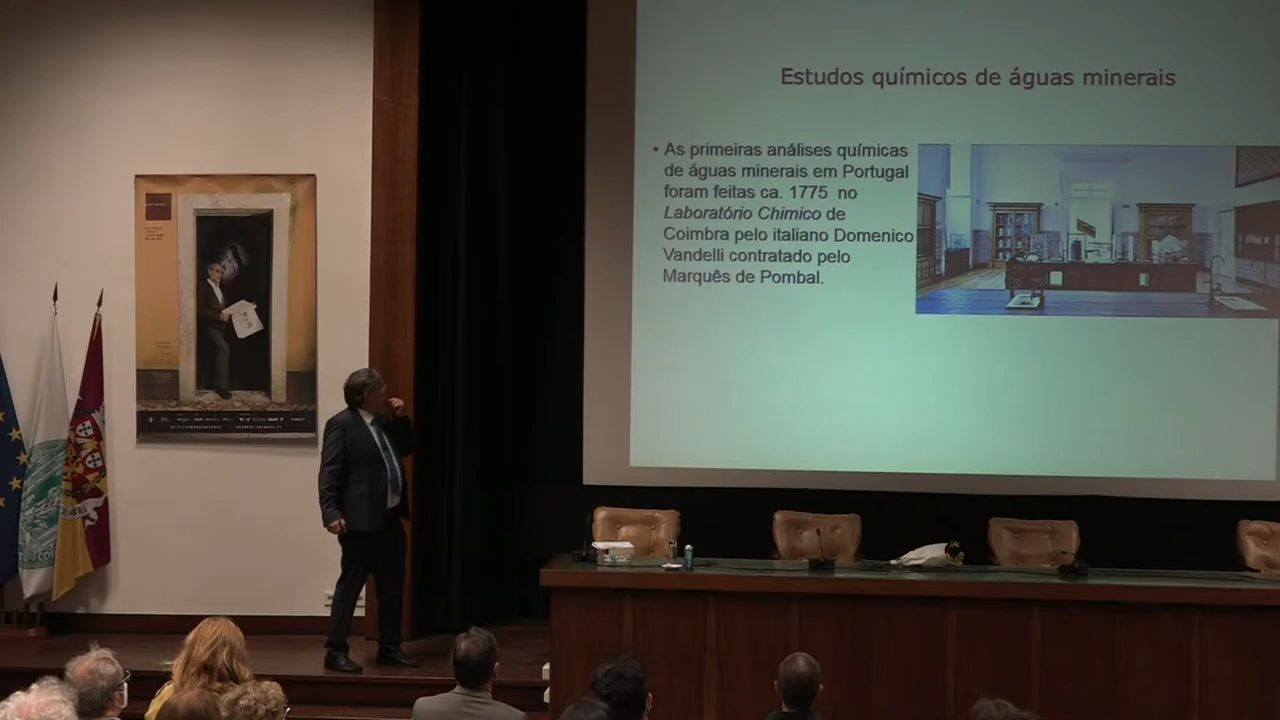 Estudos químicos de águas minerais
• As primeiras análises químicas
de águas minerais em Portugal
foram feitas ca. 1775 no
Laboratório Chimico de
Coimbra pelo italiano Domenico
Vandelli contratado pelo
Marquês de Pombal.